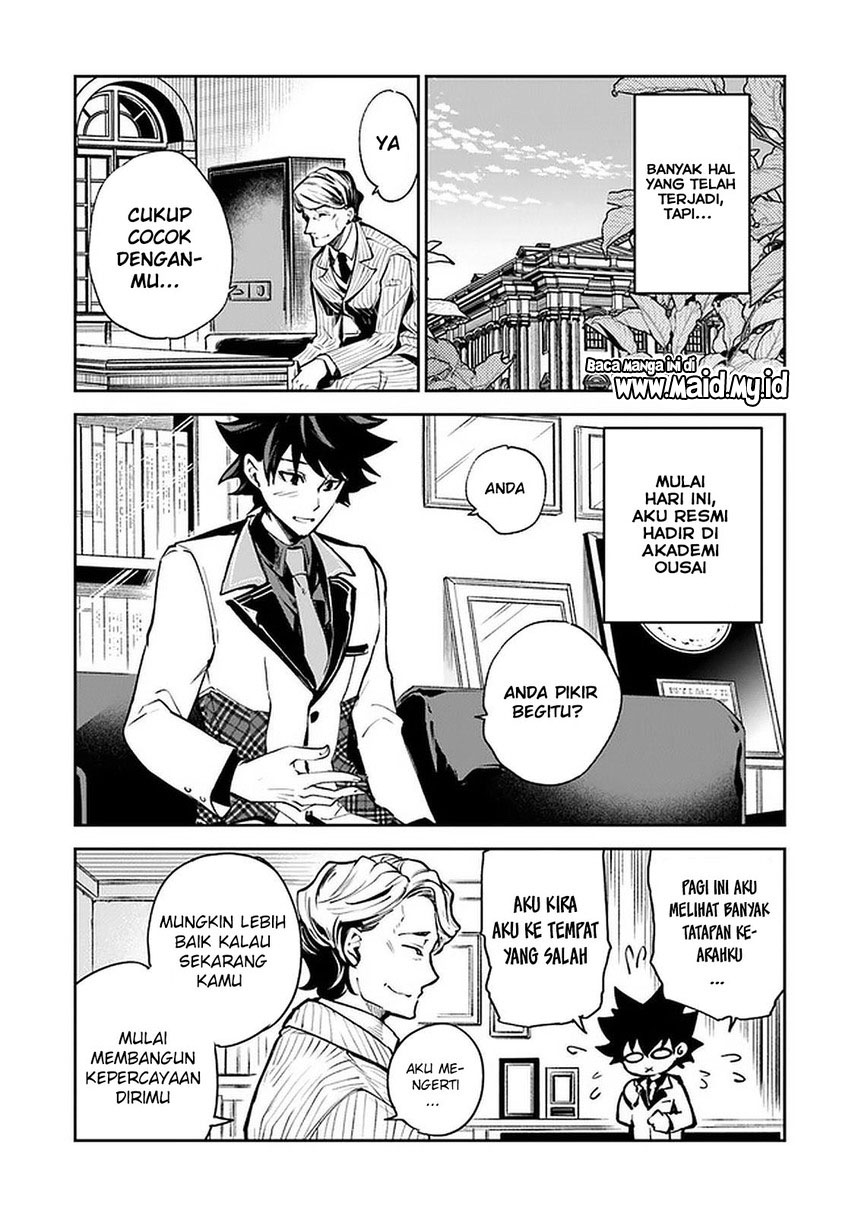 BANYAK HAL
YANG TELAH
TERJADI,
TAPI...
Baca Manga ini di
www.Maid.My.id
YA
CUKUP
COCOK
DENGAN-
MU...
MULAI
HARI INI,
AKU RESMI
HADIR DI
AKADEMI
OUSAI
ANDA
ANDA PIKIR
BEGITU?
PAGI INI AKU
MELIHAT BANYAK
TATAPAN KE-
ARAHKU
...
AKU KIRA
AKU KE TEMPAT
YANG SALAH
AKU ME-
NGERTI
...
MUNGKIN LEBIH
BAIK KALAU
SEKARANG
KAMU
MULAI
MEMBANGUN
KEPERCAYAAN
DIRIMU